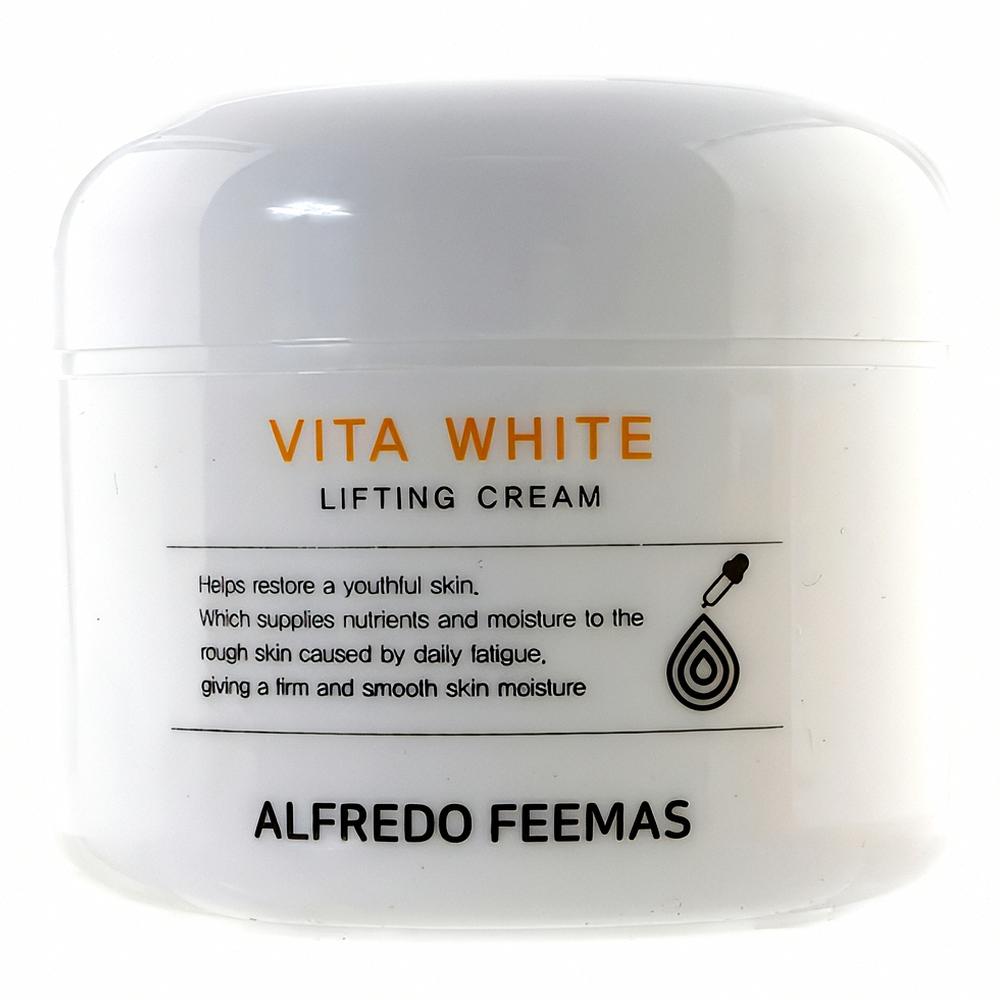 VITA WHITE
LIFTING CREAM
Helps restore a youthful skin.
Which supplies nutrients and moisture to the
rough skin caused by daily fatigue.
giving a firm and smooth skin moisture
ALFREDO FEEMAS